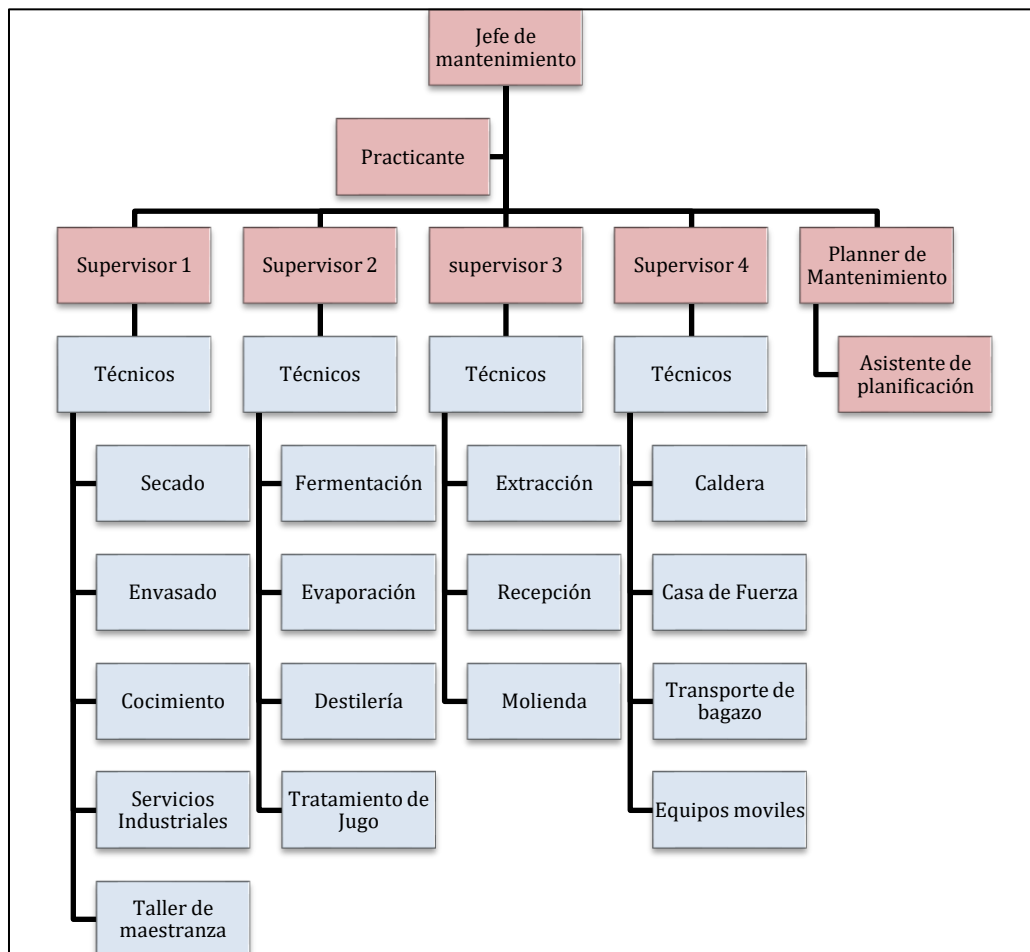 Jefe de
mantenimiento
Practicante
Supervisor 1
Supervisor 2
supervisor 3
Supervisor 4
Planner de
Mantenimiento
Técnicos
Técnicos
Técnicos
Técnicos
Asistente de
planificación
Secado
Fermentación
Extracción
Caldera
Envasado
Evaporación
Recepción
Casa de Fuerza
Cocimiento
Destilería
Molienda
Transporte de
bagazo
Servicios
Industriales
Tratamiento de
Jugo
Equipos moviles
Taller de
maestranza